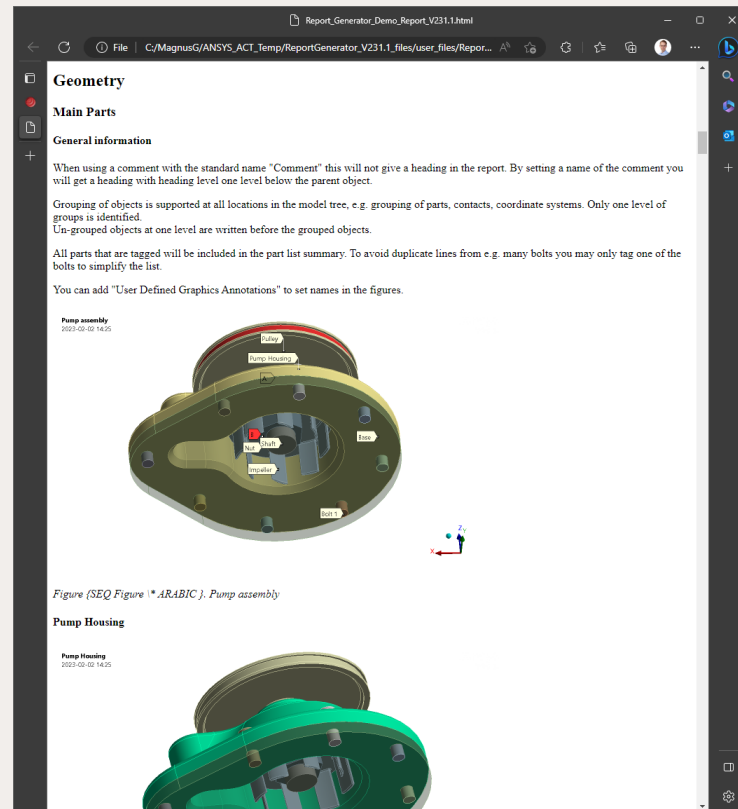 Report_Generator_Demo_Report_V231.1.html
File
C:/MagnusG/ANSYS_ACT_Temp/ReportGenerator_V231.1_files/user_files/Repor...
Geometry
Main Parts
General information
When using a comment with the standard name "Comment" this will not give a heading in the report. By setting a name of the comment you
will get a heading with heading level one level below the parent object.
Grouping of objects is supported at all locations in the model tree, e.g. grouping of parts, contacts, coordinate systems. Only one level of
groups is identified.
Un-grouped objects at one level are written before the grouped objects.
All parts that are tagged will be included in the part list summary. To avoid duplicate lines from e.g. many bolts you may only tag one of the
bolts to simplify the list.
You can add "User Defined Graphics Annotations" to set names in the figures.
Pump assembly
2023-02-02 14:25
Pulley
Pump Housing
A
Shaft
Nut
Base
Impeller
Bolt 1
Z
Y
X
Figure {SEQ Figure \* ARABIC }. Pump assembly
Pump Housing
Pump Housing
2023-02-02 14:25